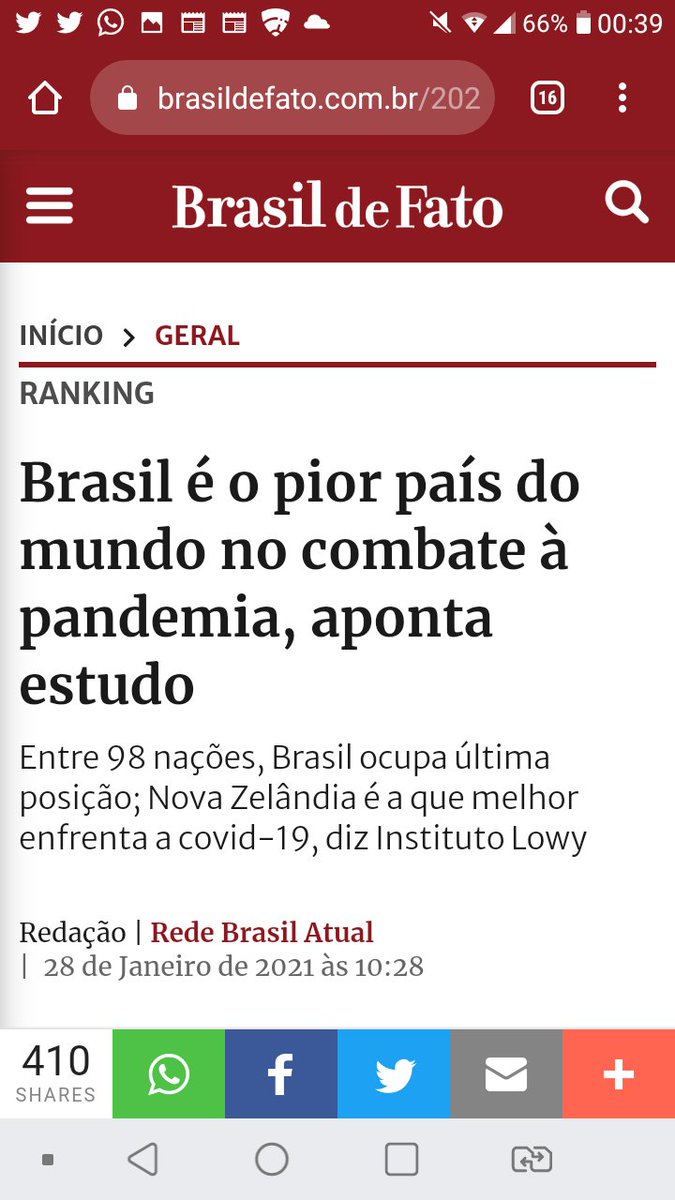 66% 00:39
brasildefato.com.br/202
16
Brasil de Fato
INÍCIO > GERAL
RANKING
Brasil é o pior país do
mundo no combate à
pandemia, aponta
estudo
Entre 98 nações, Brasil ocupa última
posição; Nova Zelândia é a que melhor
enfrenta a covid-19, diz Instituto Lowy
Redação | Rede Brasil Atual
| 28 de Janeiro de 2021 às 10:28
410
SHARES